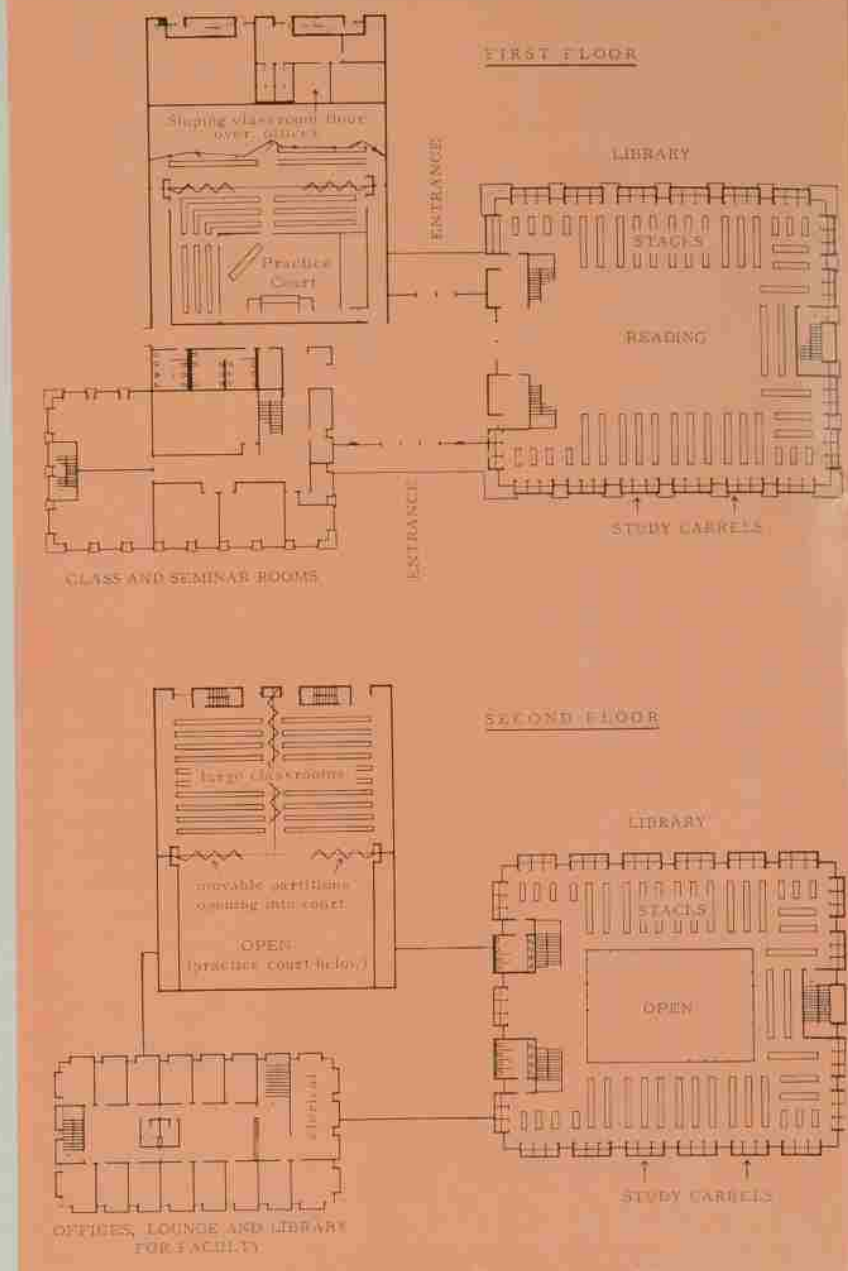 FIRST FLOOR
Sloping classroom floor
over offices
LIBRARY
ENTRANCE
STACKS
Practice
Court
READING
STUDY CARRELS
ENTRANCE
CLASS AND SEMINAR ROOMS
SECOND FLOOR
large classrooms
LIBRARY
movable partitions
opening into court
STACKS
OPEN
(practice court below)
OPEN
clerical
STUDY CARRELS
OFFICES, LOUNGE AND LIBRARY
FOR FACULTY